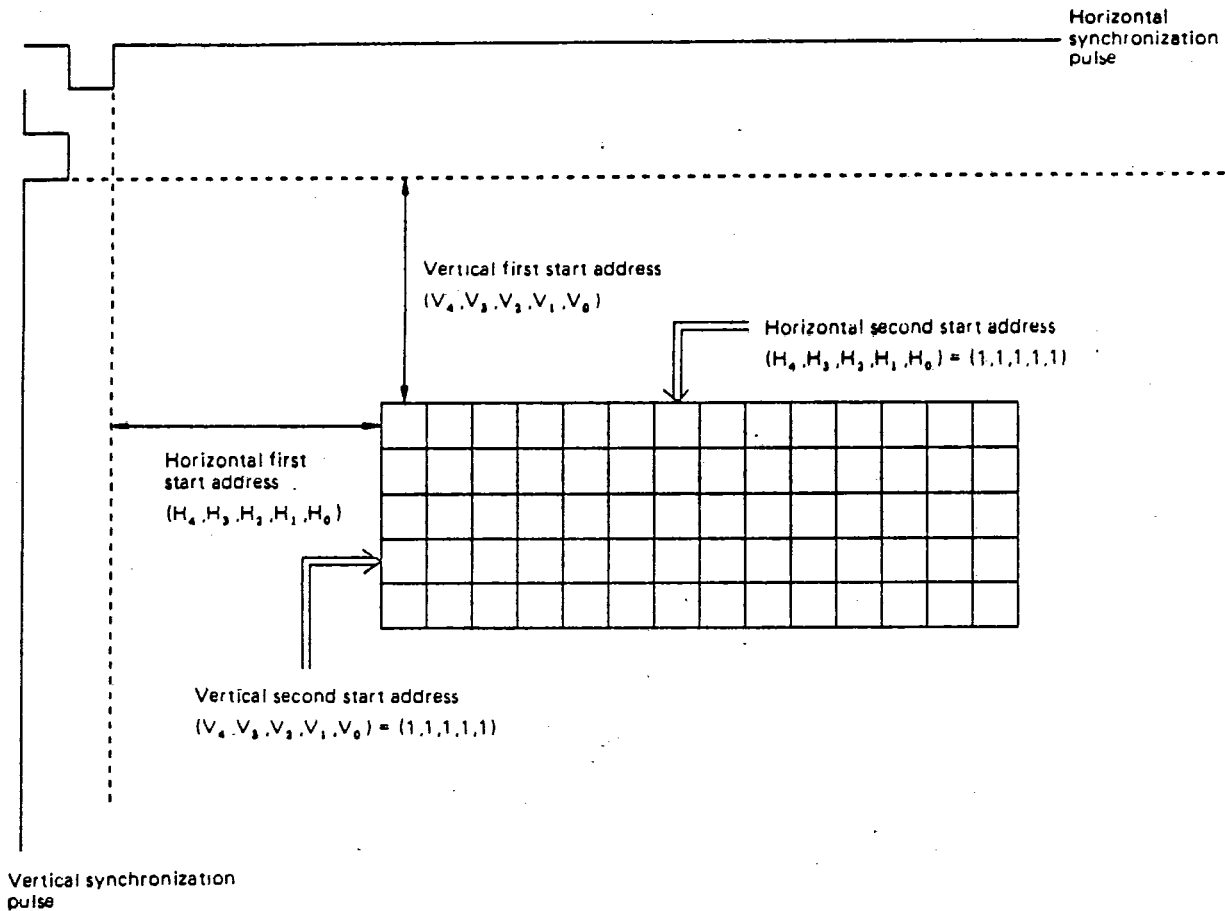 Horizontal
synchronization
pulse
Vertical first start address
(V₄,V₃,V₂,V₁,V₀)
Horizontal second start address
(H₄,H₃,H₂,H₁,H₀) = (1,1,1,1,1)
Horizontal first
start address
(H₄,H₃,H₂,H₁,H₀)
Vertical second start address
(V₄,V₃,V₂,V₁,V₀) = (1,1,1,1,1)
Vertical synchronization
pulse